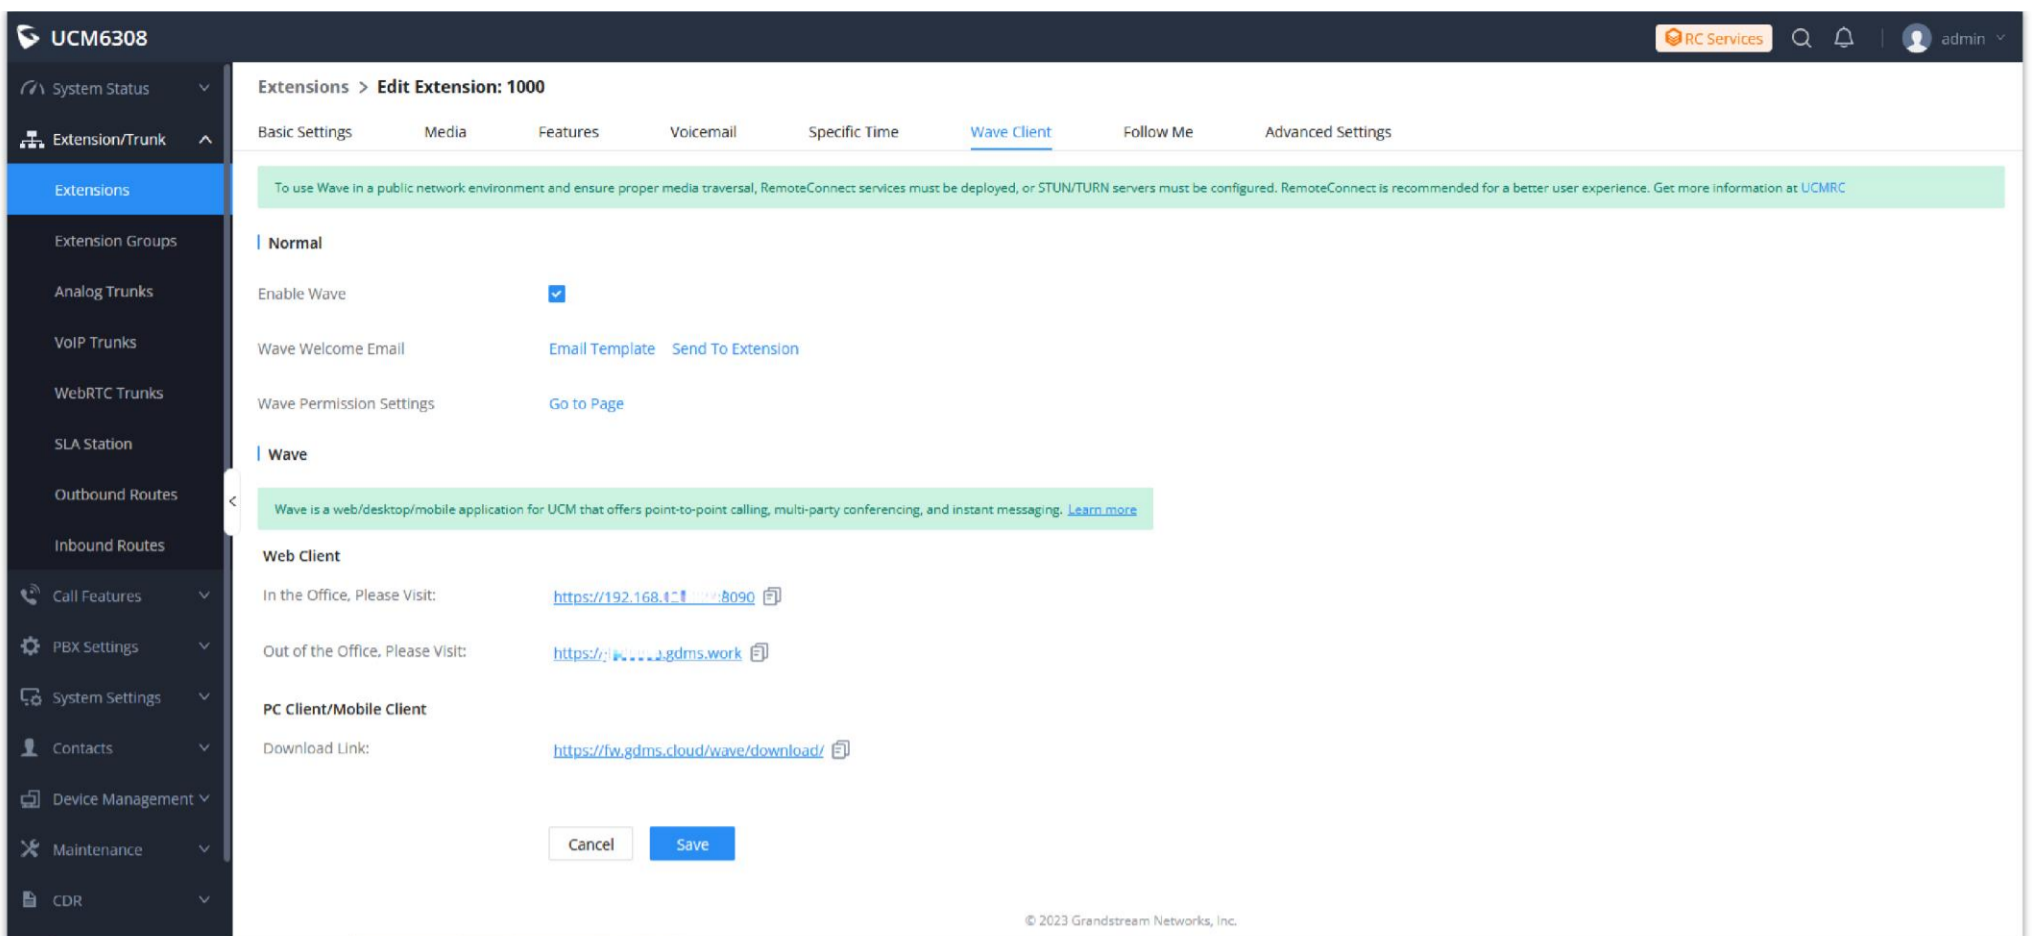 UCM6308
RC Services
admin
System Status
Extension/Trunk
Extensions
Extension Groups
Analog Trunks
VoIP Trunks
WebRTC Trunks
SLA Station
Outbound Routes
Inbound Routes
Call Features
PBX Settings
System Settings
Contacts
Device Management
Maintenance
CDR
Extensions > Edit Extension: 1000
Basic Settings Media Features Voicemail Specific Time Wave Client Follow Me Advanced Settings
To use Wave in a public network environment and ensure proper media traversal, RemoteConnect services must be deployed, or STUN/TURN servers must be configured. RemoteConnect is recommended for a better user experience. Get more information at UCMRC
Normal
Enable Wave
Wave Welcome Email Email Template Send To Extension
Wave Permission Settings Go to Page
Wave
Wave is a web/desktop/mobile application for UCM that offers point-to-point calling, multi-party conferencing, and instant messaging. Learn more
Web Client
In the Office, Please Visit: https://192.168. :8090
Out of the Office, Please Visit: https:// .gdms.work
PC Client/Mobile Client
Download Link: https://fw.gdms.cloud/wave/download/
Cancel Save
© 2023 Grandstream Networks, Inc.